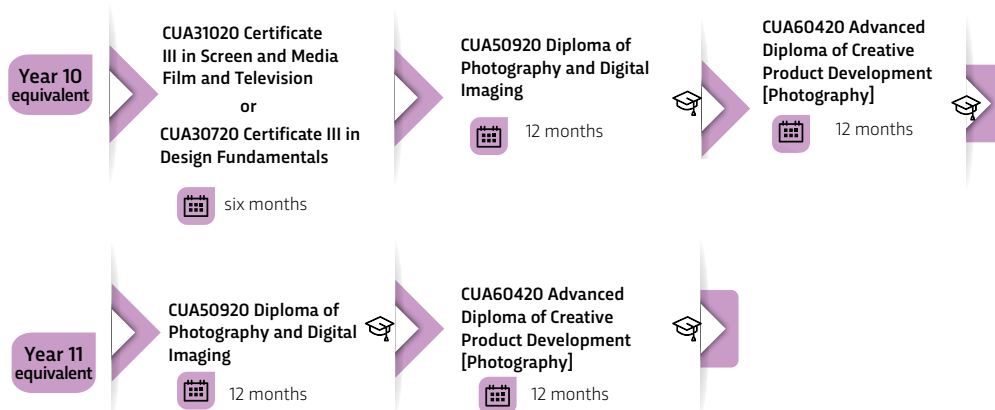 Year 10
equivalent
CUA31020 Certificate
III in Screen and Media
Film and Television
or
CUA30720 Certificate III in
Design Fundamentals
six months
CUA50920 Diploma of
Photography and Digital
Imaging
12 months
CUA60420 Advanced
Diploma of Creative
Product Development
[Photography]
12 months
Year 11
equivalent
CUA50920 Diploma of
Photography and Digital
Imaging
12 months
CUA60420 Advanced
Diploma of Creative
Product Development
[Photography]
12 months